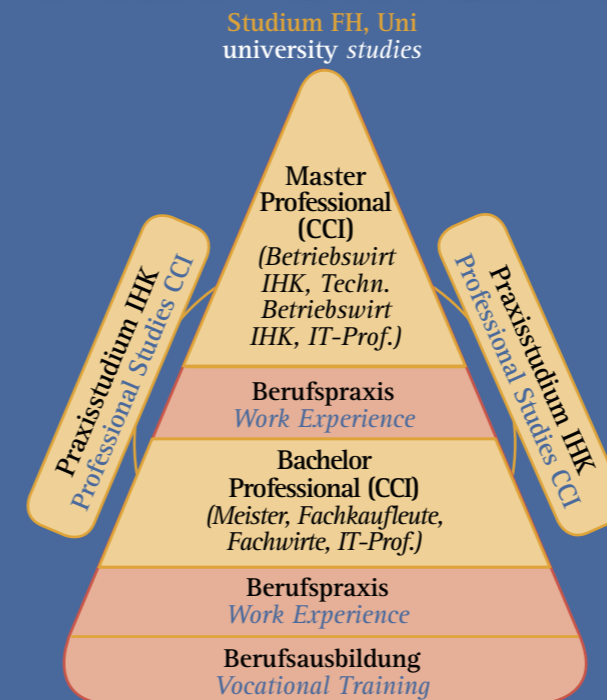 Studium FH, Uni
university studies
Master
Professional
(CCI)
(Betriebswirt
IHK, Techn.
Betriebswirt
IHK, IT-Prof.)
Praxisstudium IHK
Professional Studies CCI
Praxisstudium IHK
Professional Studies CCI
Berufspraxis
Work Experience
Bachelor
Professional (CCI)
(Meister, Fachkaufleute,
Fachwirte, IT-Prof.)
Berufspraxis
Work Experience
Berufsausbildung
Vocational Training